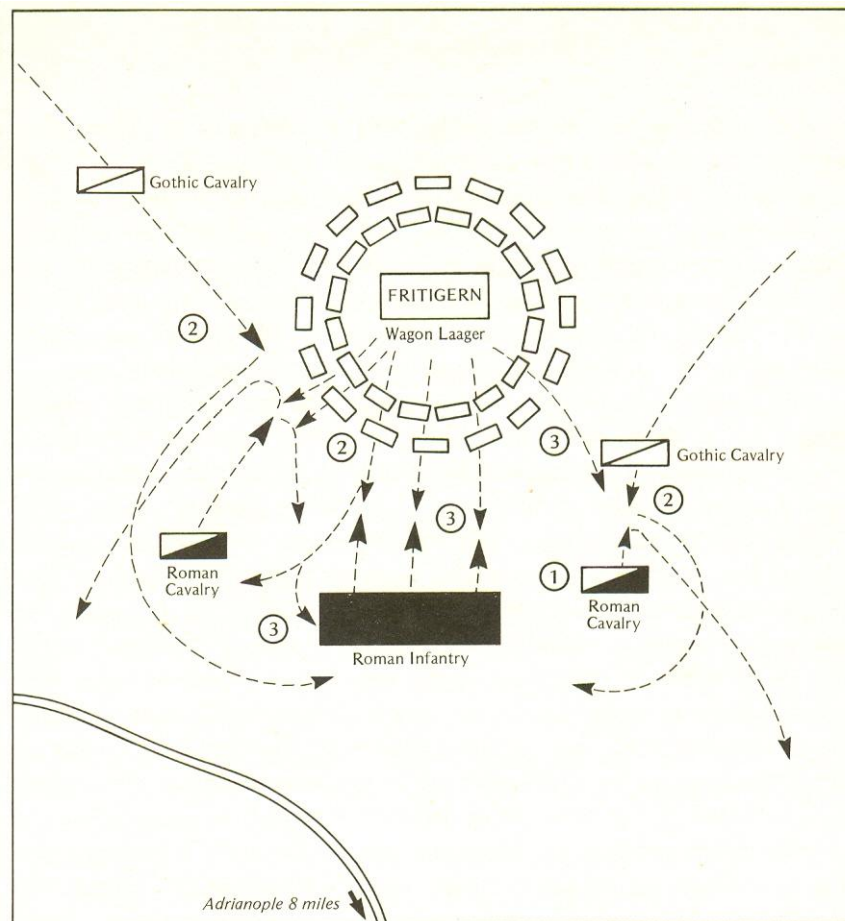 Gothic Cavalry
FRITIGERN
Wagon Laager
2
2
3
Gothic Cavalry
2
3
Roman
Cavalry
1
Roman
Cavalry
3
Roman Infantry
Adrianople 8 miles